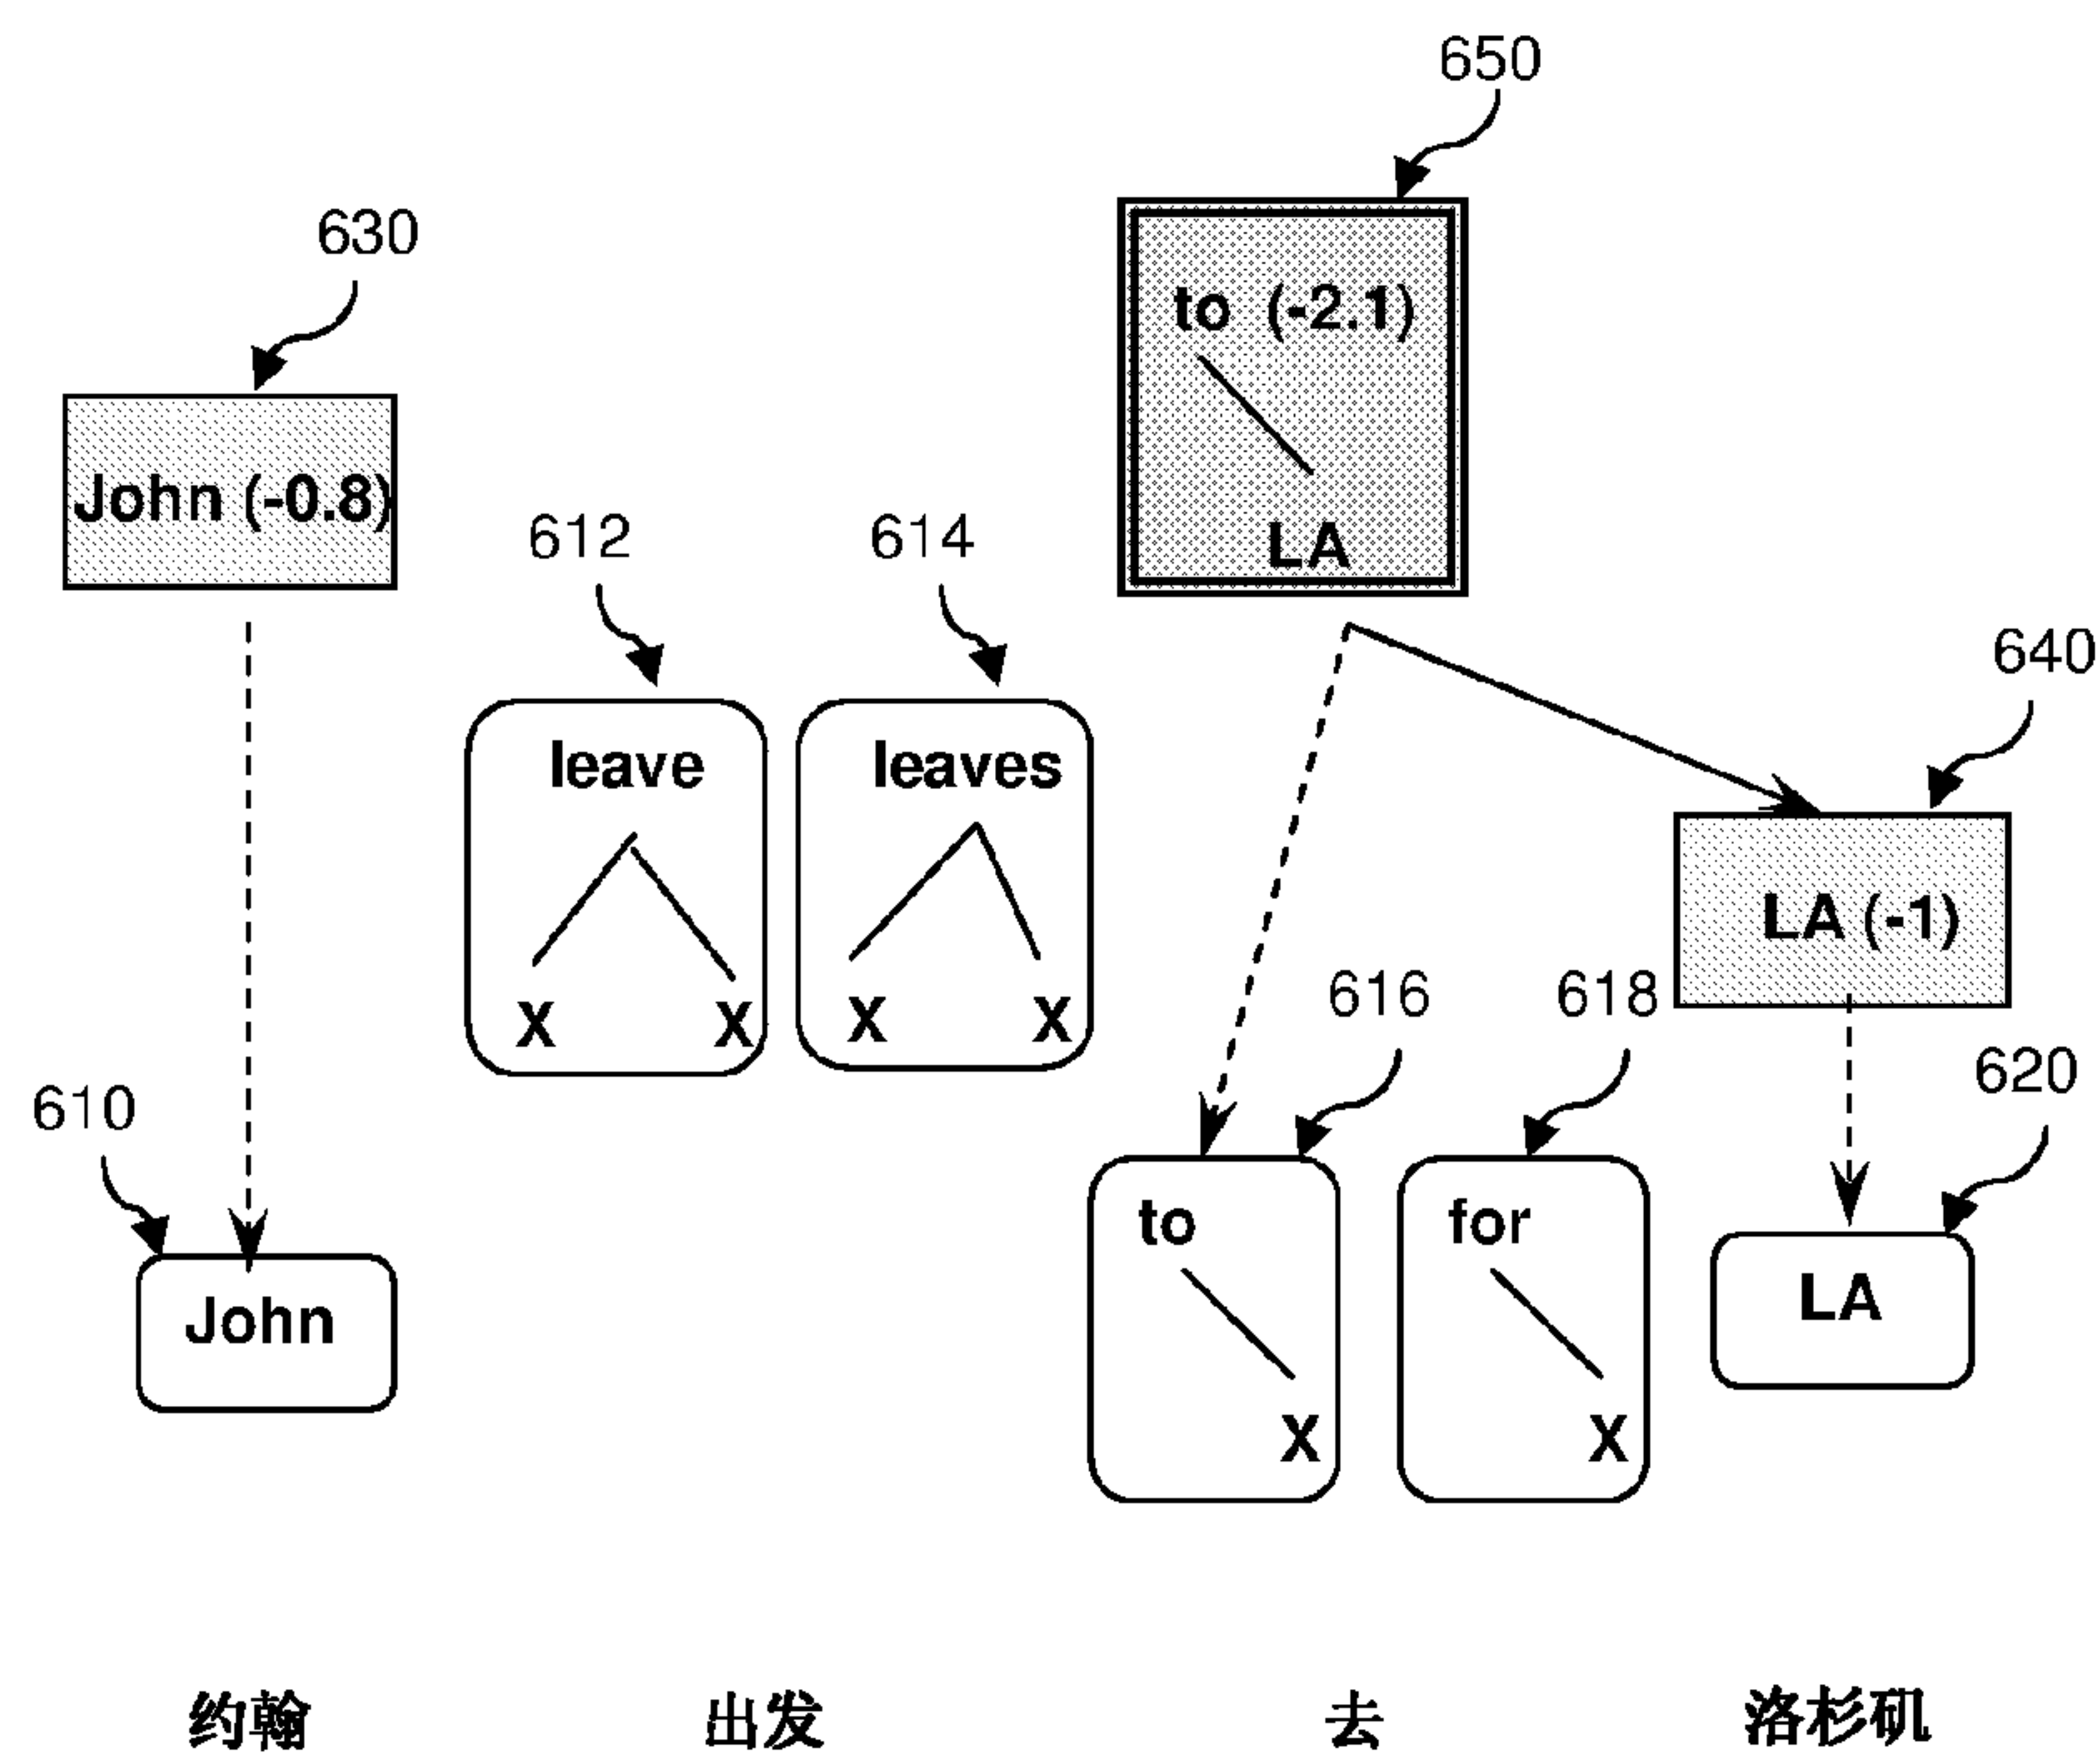 650
630
to (-2.1)
LA
John (-0.8)
612
614
640
leave
X X
leaves
X X
LA (-1)
616
618
620
610
to
X
for
X
LA
John
约翰 出发 去 洛杉矶